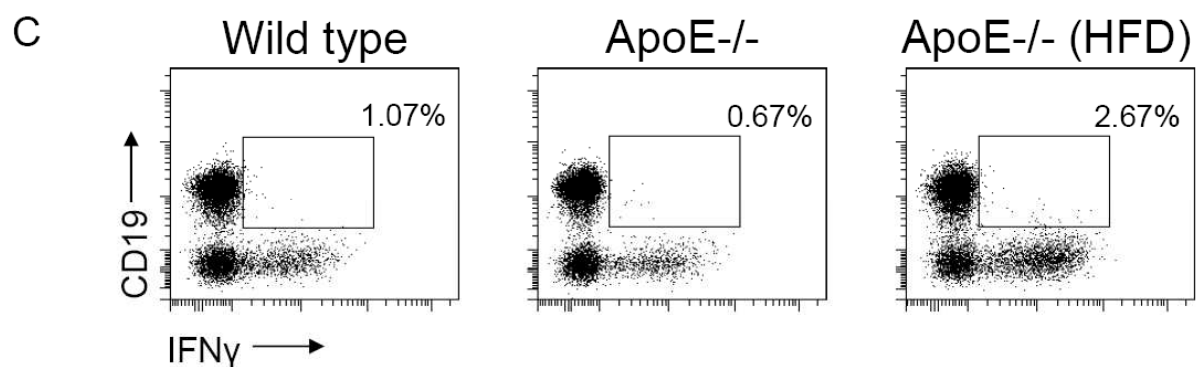 C
Wild type
ApoE-/-
ApoE-/- (HFD)
1.07%
0.67%
2.67%
CD19
IFNγ